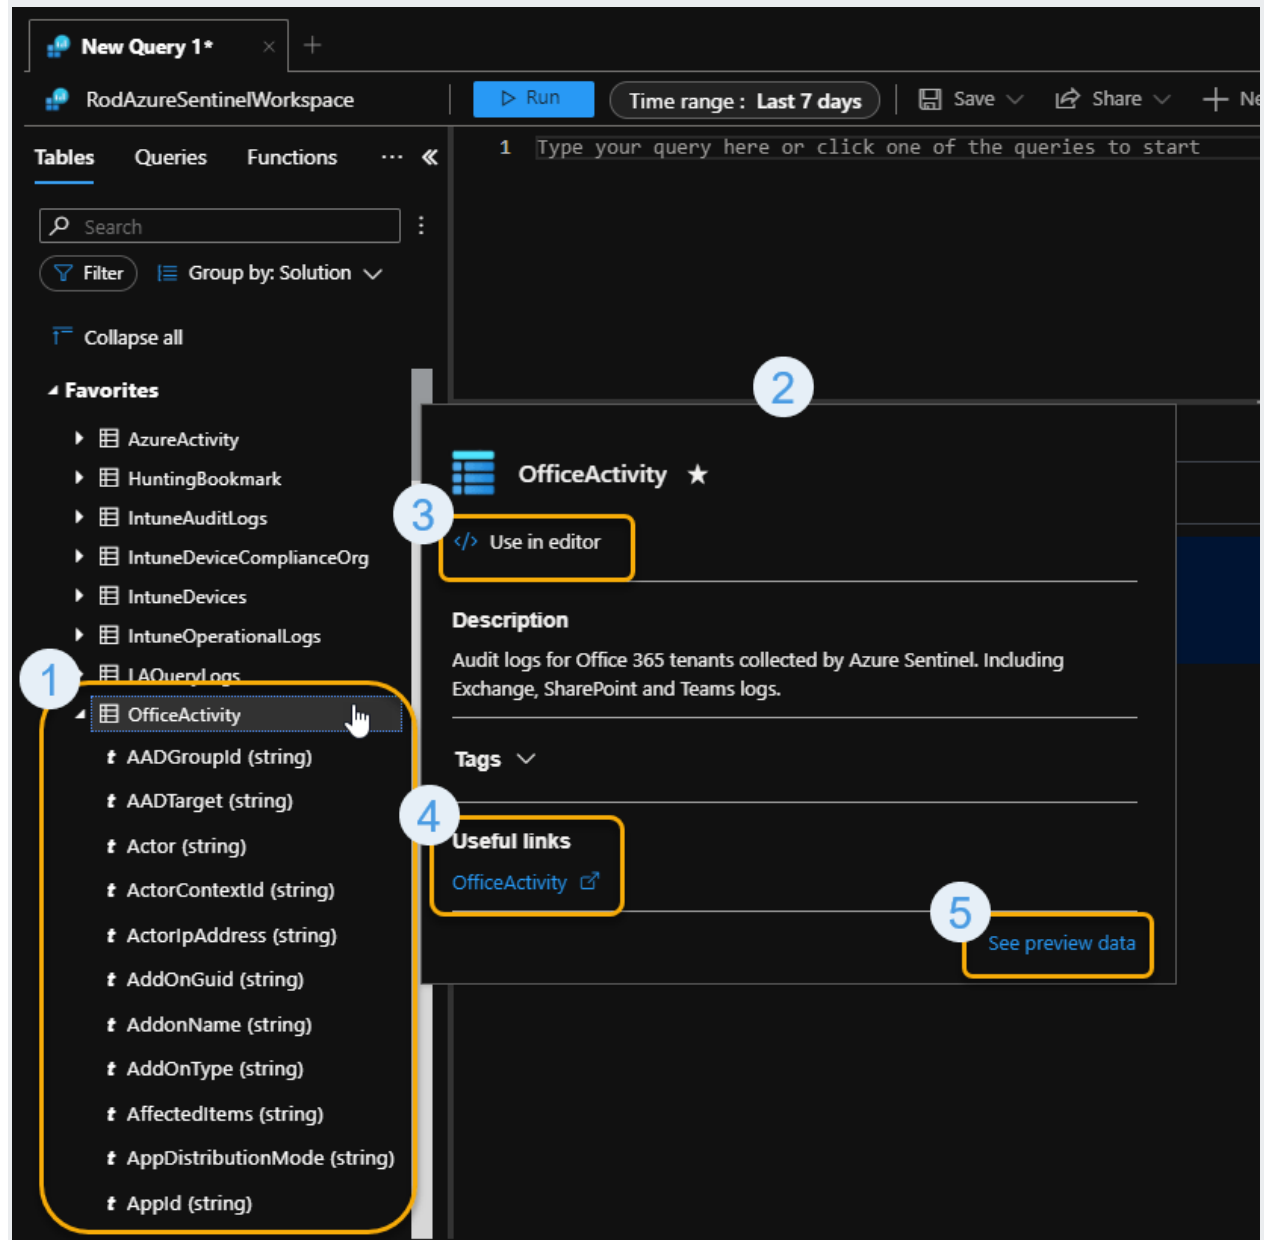 New Query 1*
RodAzureSentinelWorkspace
Run
Time range : Last 7 days
Save
Share
Ne
Tables
Queries
Functions
1 Type your query here or click one of the queries to start
Search
Filter
Group by: Solution
Collapse all
Favorites
AzureActivity
HuntingBookmark
IntuneAuditLogs
IntuneDeviceComplianceOrg
IntuneDevices
IntuneOperationalLogs
LAQueryLogs
1
OfficeActivity
t AADGroupId (string)
t AADTarget (string)
t Actor (string)
t ActorContextId (string)
t ActorIpAddress (string)
t AddOnGuid (string)
t AddonName (string)
t AddOnType (string)
t AffectedItems (string)
t AppDistributionMode (string)
t AppId (string)
2
OfficeActivity
3
</> Use in editor
Description
Audit logs for Office 365 tenants collected by Azure Sentinel. Including
Exchange, SharePoint and Teams logs.
Tags
4
Useful links
OfficeActivity
5
See preview data